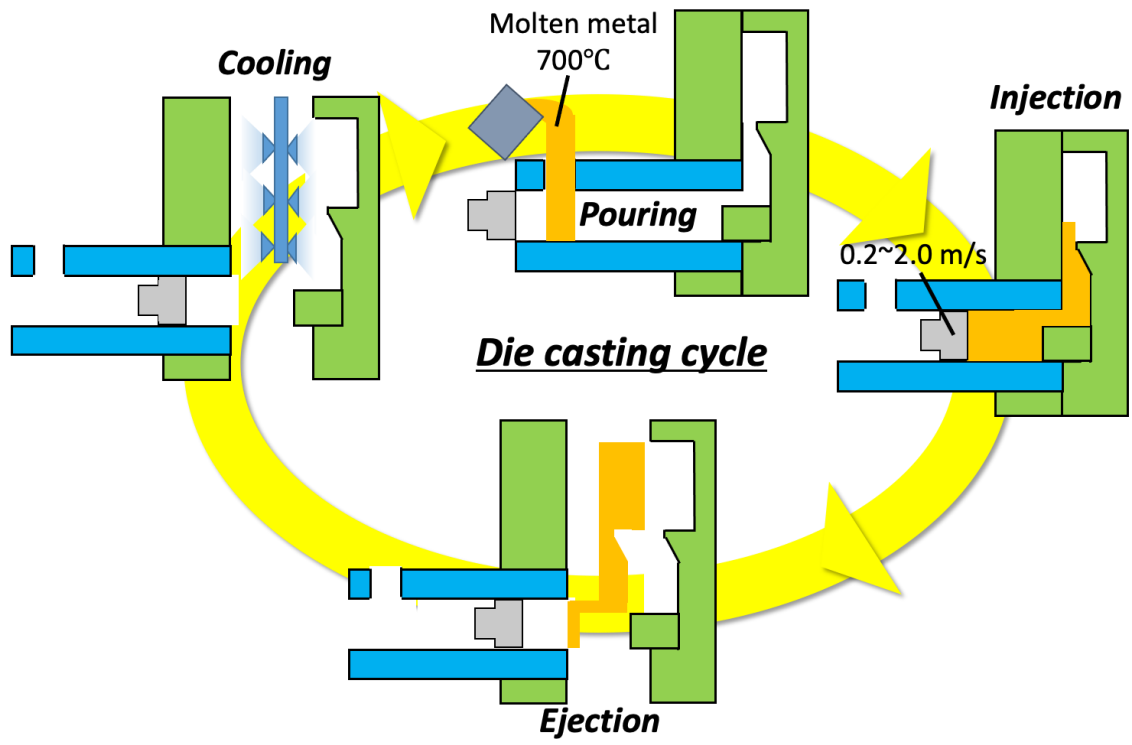 Molten metal
700℃
Cooling
Injection
Pouring
0.2~2.0 m/s
Die casting cycle
Ejection